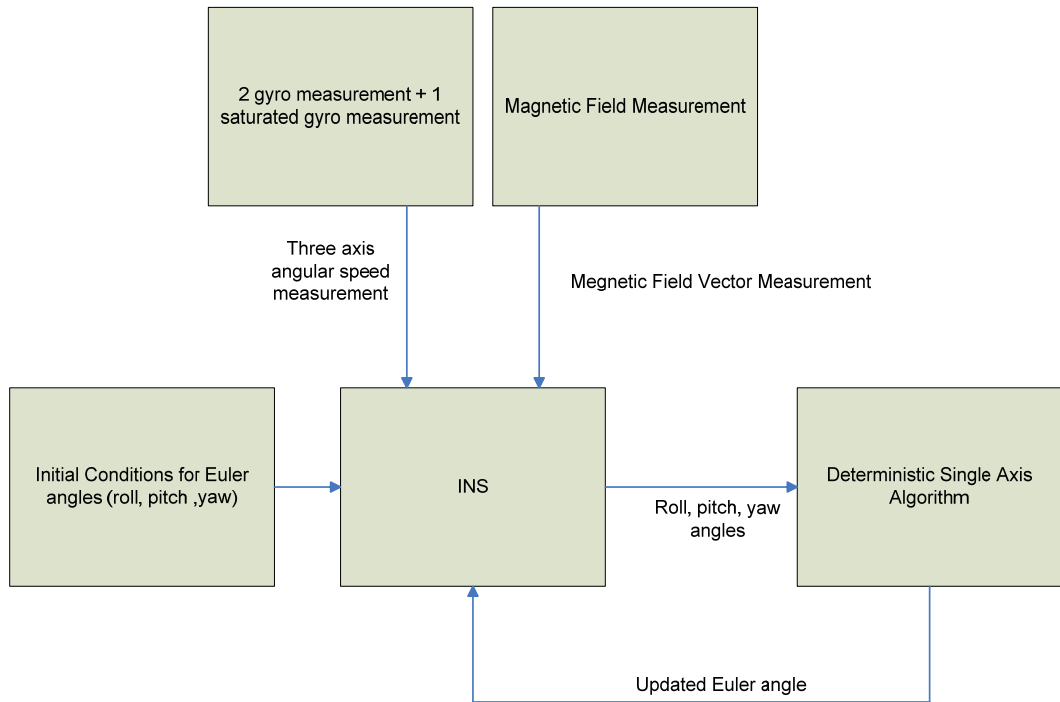 2 gyro measurement + 1
saturated gyro measurement
Magnetic Field Measurement
Three axis
angular speed
measurement
Megnetic Field Vector Measurement
Initial Conditions for Euler
angles (roll, pitch ,yaw)
INS
Roll, pitch, yaw
angles
Deterministic Single Axis
Algorithm
Updated Euler angle